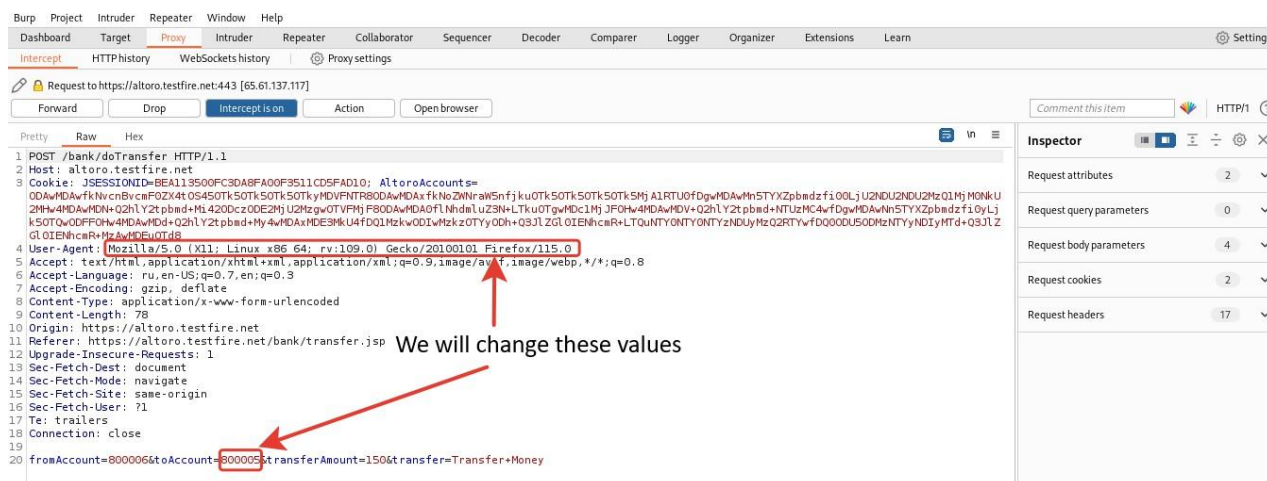 Burp Project Intruder Repeater Window Help
Dashboard Target Proxy Intruder Repeater Collaborator Sequencer Decoder Comparer Logger Organizer Extensions Learn Setting
Intercept HTTP history WebSockets history Proxy settings
Request to https://altoro.testfire.net:443 [65.61.137.117]
Forward Drop Intercept is on Action Open browser Comment this item HTTP/1
Pretty Raw Hex \n
Inspector
1 POST /bank/doTransfer HTTP/1.1
2 Host: altoro.testfire.net
3 Cookie: JSESSIONID=BEA113500FC3DA8FA00F3511CD5FAD10; AltoroAccounts=
4 User-Agent: Mozilla/5.0 (X11; Linux x86_64; rv:109.0) Gecko/20100101 Firefox/115.0
5 Accept: text/html,application/xhtml+xml,application/xml;q=0.9,image/avif,image/webp,*/*;q=0.8
6 Accept-Language: ru,en-US;q=0.7,en;q=0.3
7 Accept-Encoding: gzip, deflate
8 Content-Type: application/x-www-form-urlencoded
9 Content-Length: 78
10 Origin: https://altoro.testfire.net
11 Referer: https://altoro.testfire.net/bank/transfer.jsp
12 Upgrade-Insecure-Requests: 1
13 Sec-Fetch-Dest: document
14 Sec-Fetch-Mode: navigate
15 Sec-Fetch-Site: same-origin
16 Sec-Fetch-User: ?1
17 Te: trailers
18 Connection: close
19
20 fromAccount=800006&toAccount=800005&transferAmount=150&transfer=Transfer+Money
We will change these values
Request attributes 2
Request query parameters 0
Request body parameters 4
Request cookies 2
Request headers 17